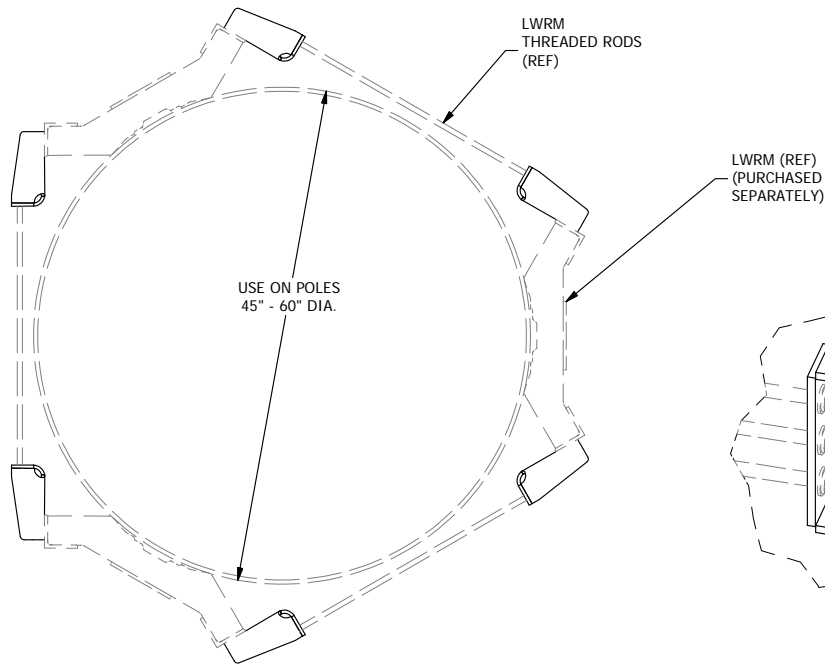 LWRM
THREADED RODS
(REF)
LWRM (REF)
(PURCHASED
SEPARATELY)
USE ON POLES
45" - 60" DIA.